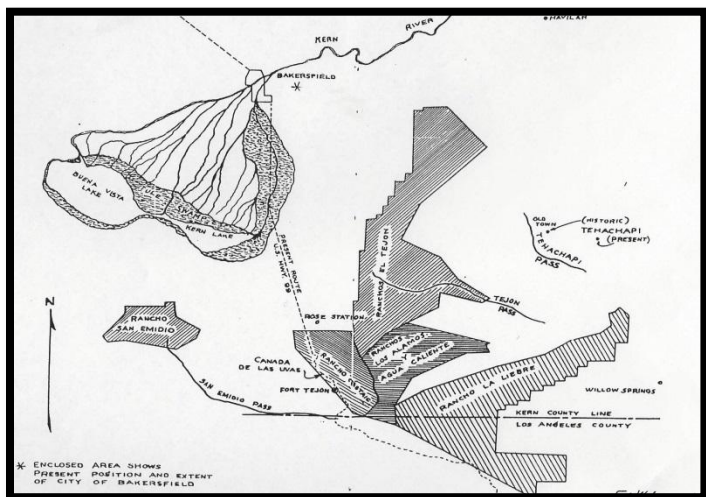 HAVILAH
KERN
RIVER
BAKERSFIELD
*
BUENA VISTA
LAKE
TULE
SWAMP
KERN LAKE
PRESENT ROUTE
U.S. HWY. 99
RANCHOS EL TEJON
OLD
TOWN
(HISTORIC)
TEHACHAPI
(PRESENT)
TEHACHAPI
PASS
TEJON
PASS
N
RANCHO
SAN EMIDIO
ROSE STATION
RANCHOS
LOS ALAMOS
Y
AGUA CALIENTE
CANADA
DE LAS UVAS
FORT TEJON
SAN EMIDIO PASS
RANCHO LA LIEBRE
WILLOW SPRINGS
KERN COUNTY LINE
LOS ANGELES COUNTY
* ENCLOSED AREA SHOWS
PRESENT POSITION AND EXTENT
OF CITY OF BAKERSFIELD